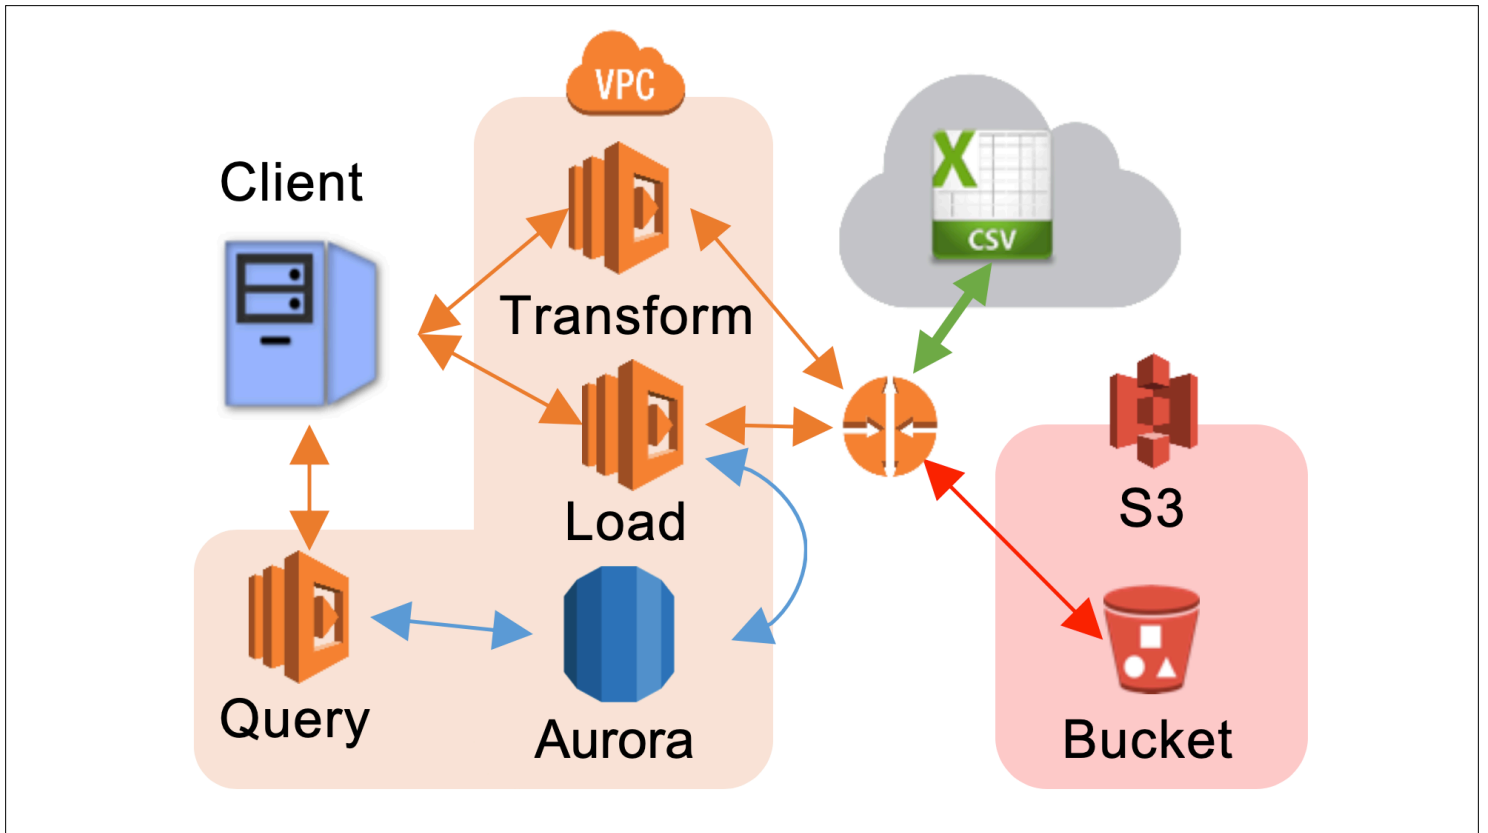 VPC
Client
Transform
X
CSV
Load
S3
Query
Aurora
Bucket